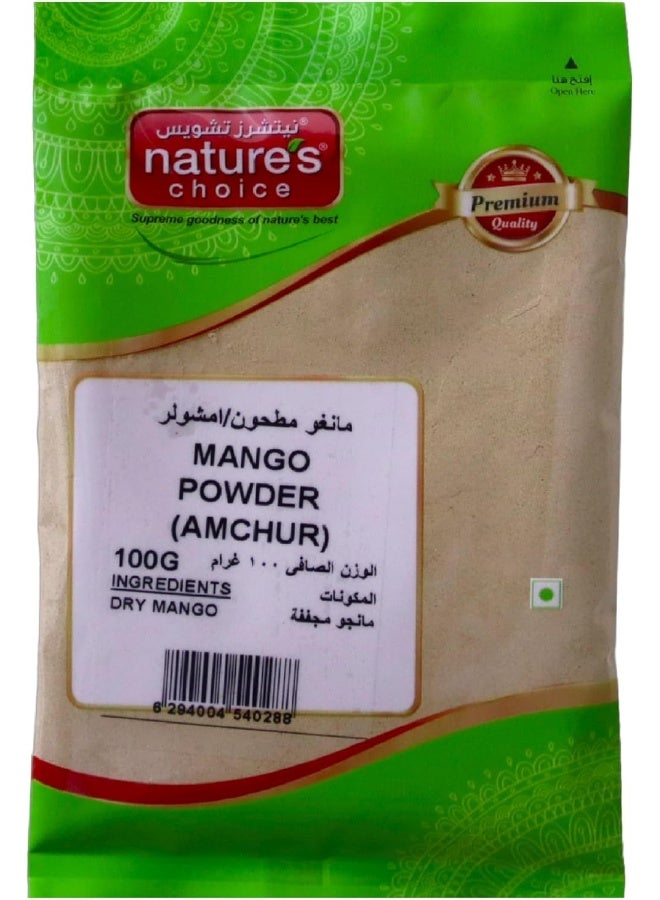 إفتح هنا
Open Here
نيتشرز تشويس®
nature's®
choice
Supreme goodness of nature's best
Premium
Quality
مانغو مطحون/امشولر
MANGO
POWDER
(AMCHUR)
100G الوزن الصافى ١٠٠ غرام
INGREDIENTS المكونات
DRY MANGO مانجو مجففة
6 294004 540288